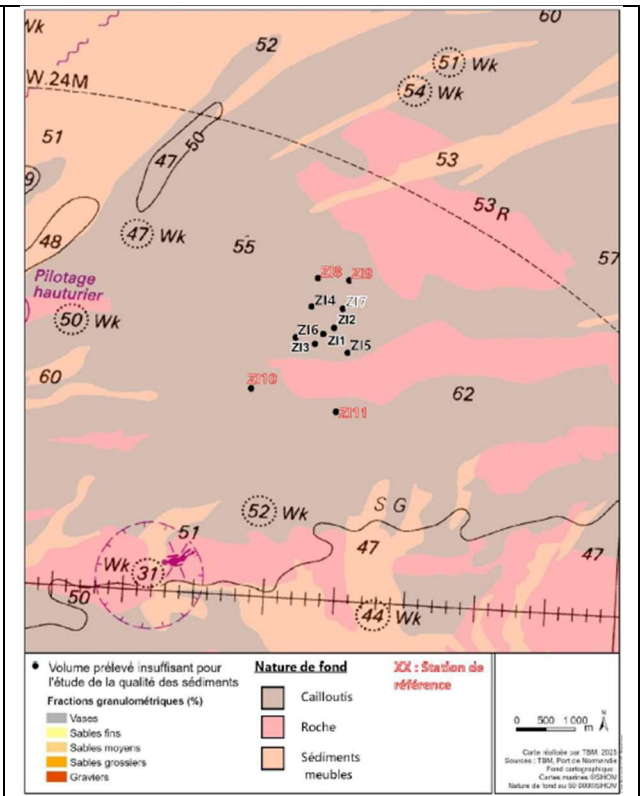 Wk
60
52
51 Wk
54 Wk
W.24M
51
50
47
53
9
53 R
48
47 Wk
55
57
Pilotage
hauturier
ZI8
ZI9
50 Wk
ZI4
ZI7
ZI2
ZI6
ZI1
ZI3
ZI5
60
ZI10
62
ZI11
52 Wk
S G
51
47
47
Wk
31
50
44 Wk
Volume prélevé insuffisant pour
l'étude de la qualité des sédiments
Fractions granulométriques (%)
Vases
Sables fins
Sables moyens
Sables grossiers
Graviers
Nature de fond
Cailloutis
Roche
Sédiments
meubles
XX : Station de
référence
N
0 500 1 000
m
Carte réalisée par TBM, 2025
Sources : TBM, Port de Normandie
Fond cartographique :
Cartes marines ©SHOM
Nature de fond au 50 000©SHOM